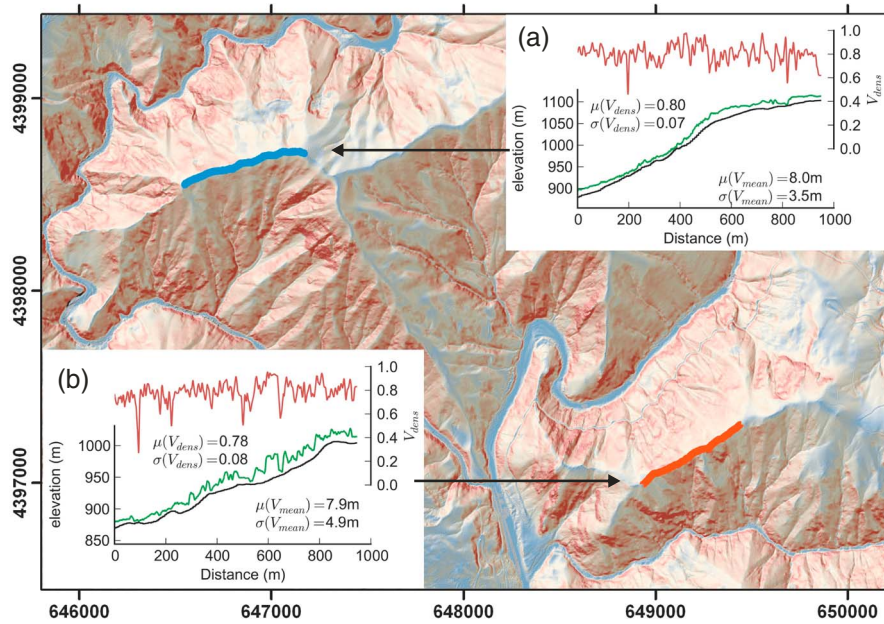 (a)
1.0
0.8
0.6
0.4
0.2
0.0
V_dens
1100
1050
1000
950
900
elevation (m)
μ(V_dens)=0.80
σ(V_dens)=0.07
μ(V_mean)=8.0m
σ(V_mean)=3.5m
0 200 400 600 800 1000
Distance (m)
(b)
1.0
0.8
0.6
0.4
0.2
0.0
V_dens
1000
950
900
850
elevation (m)
μ(V_dens)=0.78
σ(V_dens)=0.08
μ(V_mean)=7.9m
σ(V_mean)=4.9m
0 200 400 600 800 1000
Distance (m)
4399000
4398000
4397000
646000 647000 648000 649000 650000